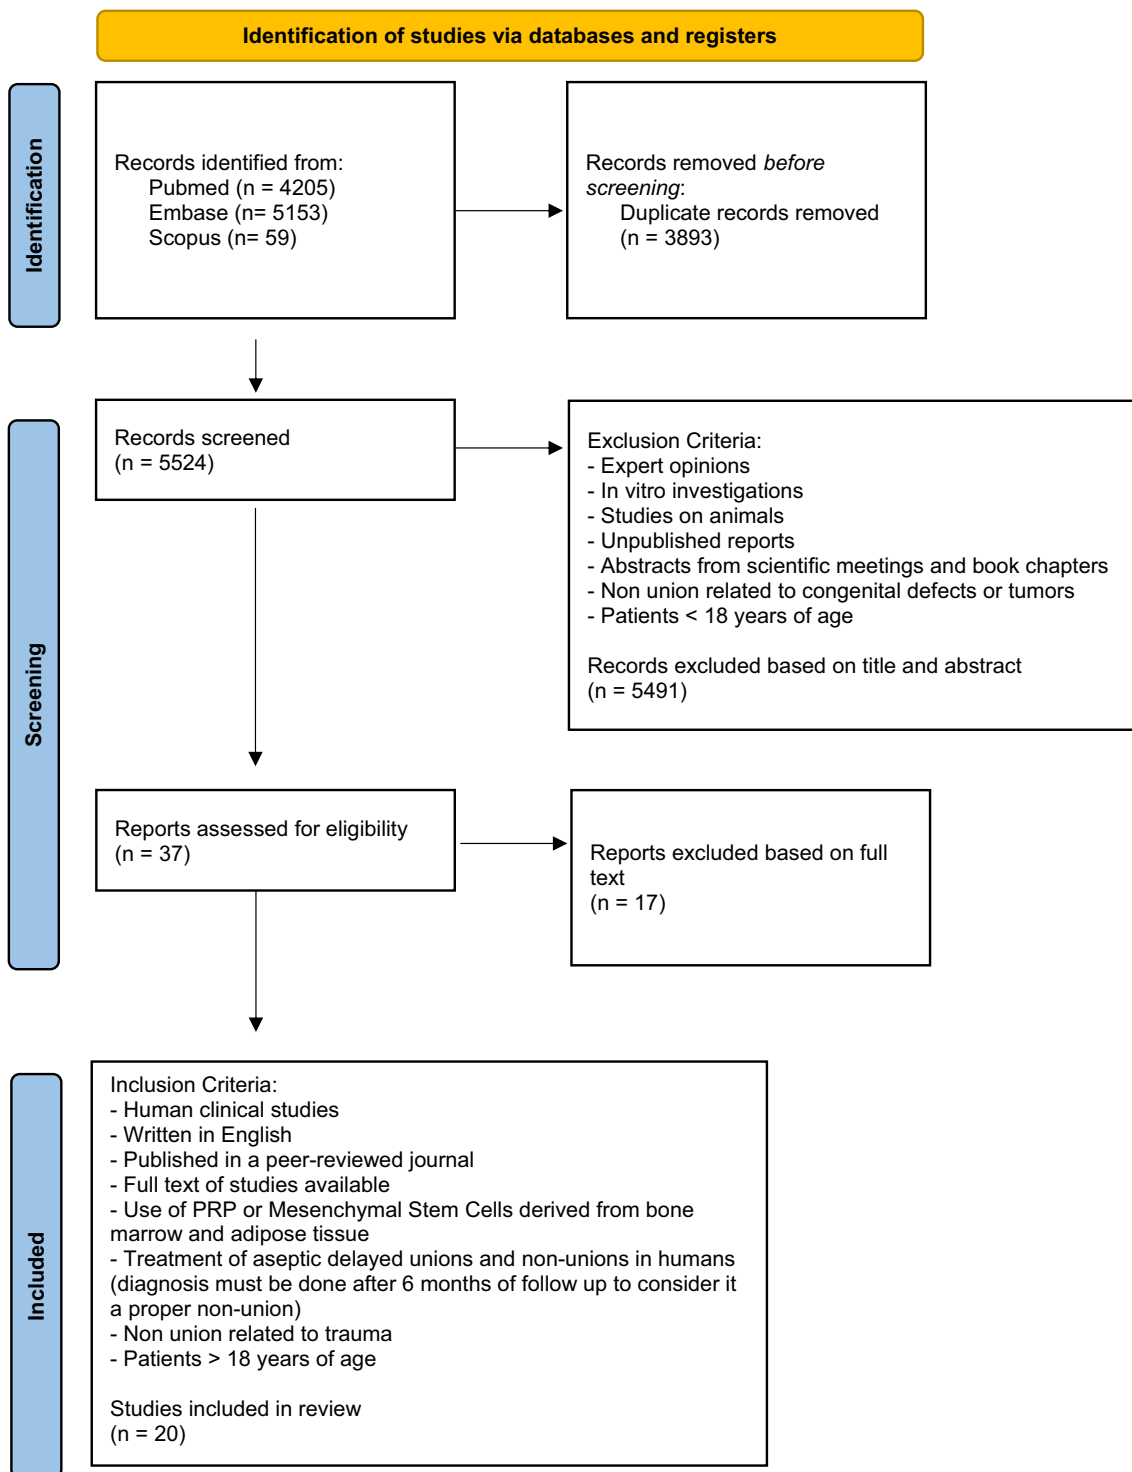 Identification of studies via databases and registers
Identification
Records identified from:
Pubmed (n = 4205)
Embase (n= 5153)
Scopus (n= 59)
Records removed before
screening:
Duplicate records removed
(n = 3893)
Screening
Records screened
(n = 5524)
Exclusion Criteria:
- Expert opinions
- In vitro investigations
- Studies on animals
- Unpublished reports
- Abstracts from scientific meetings and book chapters
- Non union related to congenital defects or tumors
- Patients < 18 years of age
Records excluded based on title and abstract
(n = 5491)
Reports assessed for eligibility
(n = 37)
Reports excluded based on full
text
(n = 17)
Included
Inclusion Criteria:
- Human clinical studies
- Written in English
- Published in a peer-reviewed journal
- Full text of studies available
- Use of PRP or Mesenchymal Stem Cells derived from bone
marrow and adipose tissue
- Treatment of aseptic delayed unions and non-unions in humans
(diagnosis must be done after 6 months of follow up to consider it
a proper non-union)
- Non union related to trauma
- Patients > 18 years of age
Studies included in review
(n = 20)